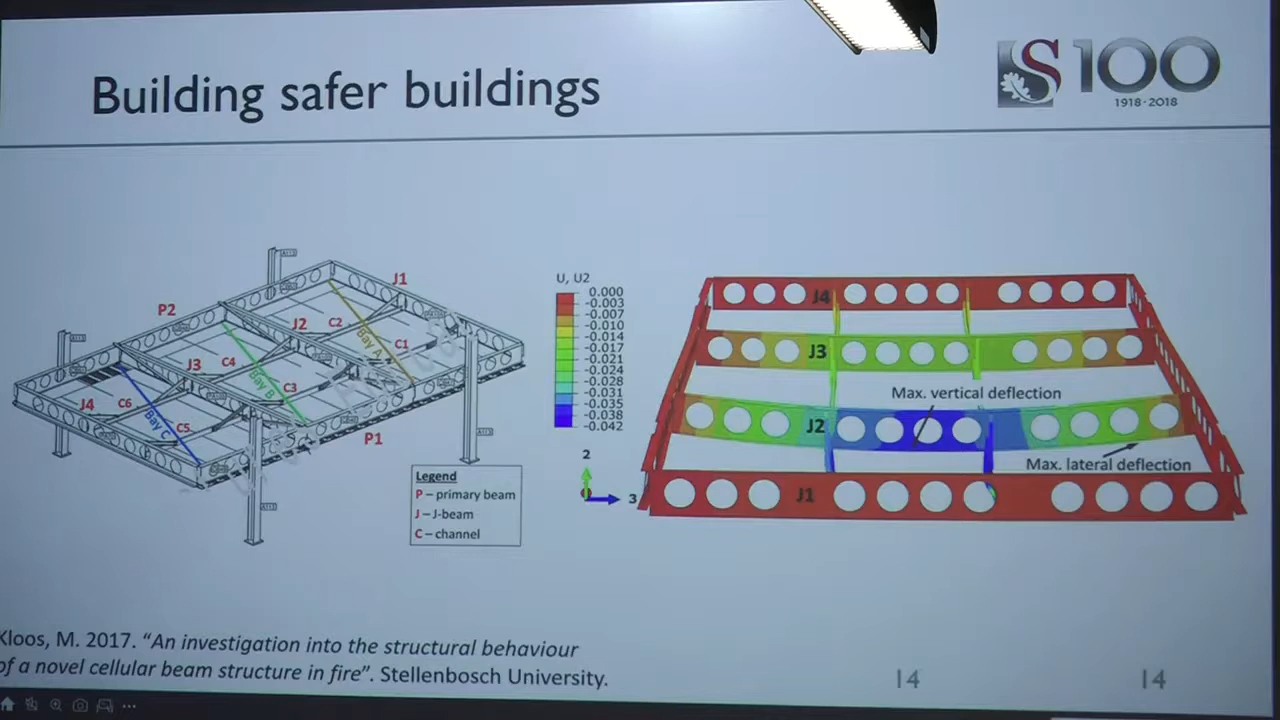 Building safer buildings
S100
1918 · 2018
J1
P2
J2
C2
Bay A
C1
J3
C4
Bay B
C3
J4
C6
Bay C
C5
P1
Legend
P – primary beam
J – J-beam
C – channel
U, U2
0.000
-0.003
-0.007
-0.010
-0.014
-0.017
-0.021
-0.024
-0.028
-0.031
-0.035
-0.038
-0.042
2
3
J4
J3
Max. vertical deflection
J2
Max. lateral deflection
J1
Kloos, M. 2017. “An investigation into the structural behaviour
of a novel cellular beam structure in fire”. Stellenbosch University.
14
14